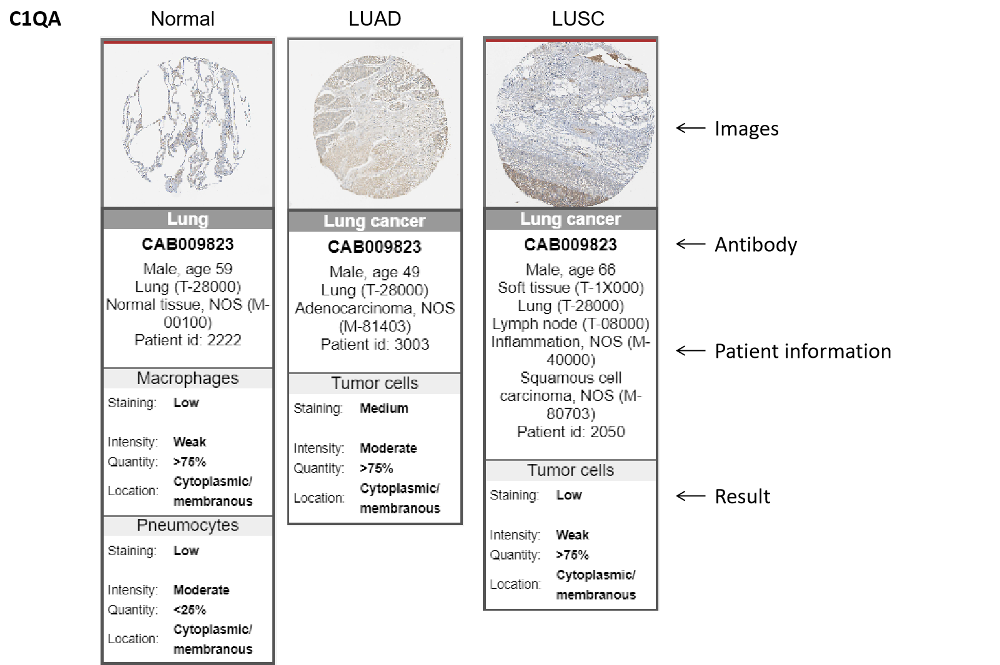 C1QA
Normal
LUAD
LUSC
Images
Lung
CAB009823
Male, age 59
Lung (T-28000)
Normal tissue, NOS (M-
00100)
Patient id: 2222
Macrophages
Staining: Low
Intensity: Weak
Quantity: >75%
Location: Cytoplasmic/
membranous
Pneumocytes
Staining: Low
Intensity: Moderate
Quantity: <25%
Location: Cytoplasmic/
membranous
Lung cancer
CAB009823
Male, age 49
Lung (T-28000)
Adenocarcinoma, NOS
(M-81403)
Patient id: 3003
Tumor cells
Staining: Medium
Intensity: Moderate
Quantity: >75%
Location: Cytoplasmic/
membranous
Lung cancer
CAB009823
Male, age 66
Soft tissue (T-1X000)
Lung (T-28000)
Lymph node (T-08000)
Inflammation, NOS (M-
40000)
Squamous cell
carcinoma, NOS (M-
80703)
Patient id: 2050
Tumor cells
Staining: Low
Intensity: Weak
Quantity: >75%
Location: Cytoplasmic/
membranous
Antibody
Patient information
Result